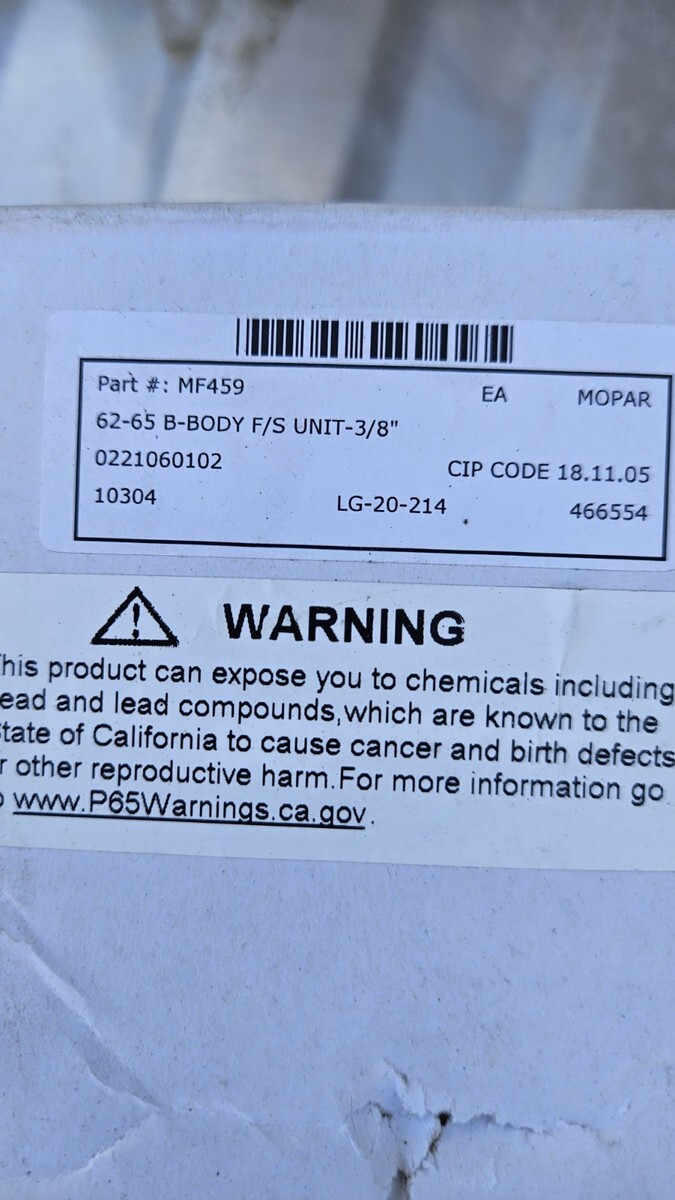 Part #: MF459 EA MOPAR
62-65 B-BODY F/S UNIT-3/8"
0221060102 CIP CODE 18.11.05
10304 LG-20-214 466554
WARNING
his product can expose you to chemicals including
ead and lead compounds,which are known to the
tate of California to cause cancer and birth defects
r other reproductive harm.For more information go
o www.P65Warnings.ca.gov.